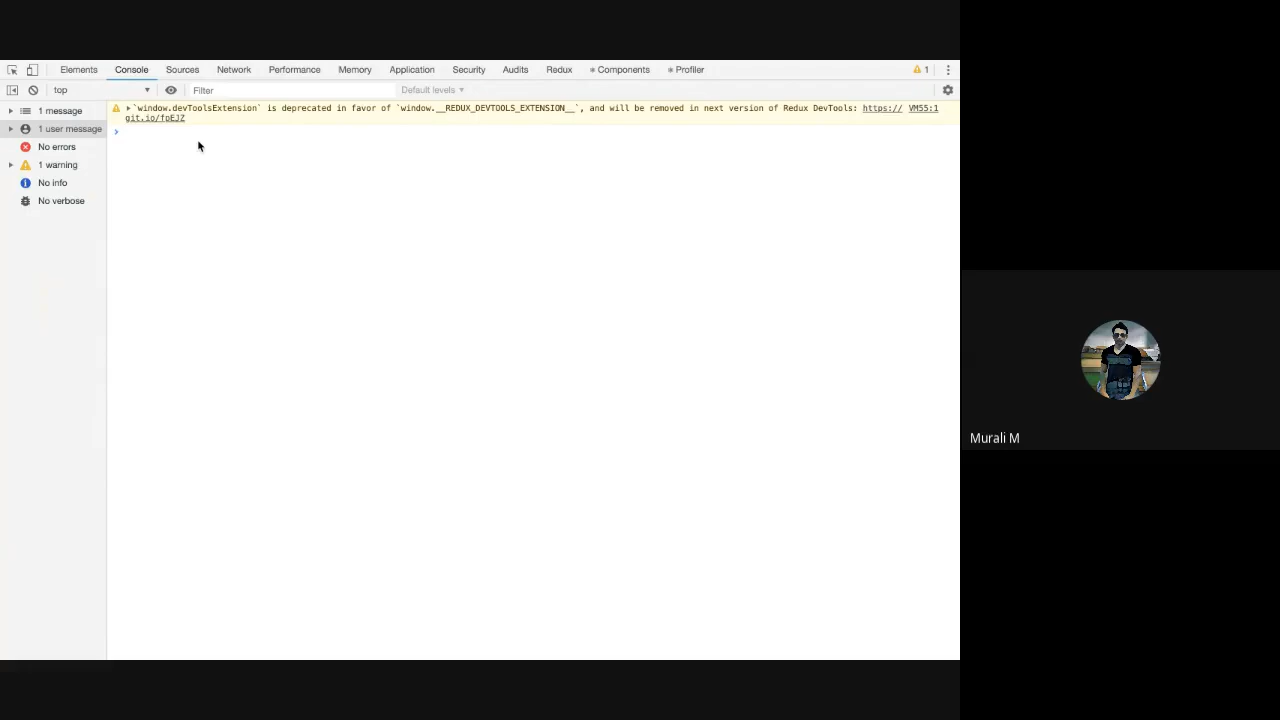 Elements Console Sources Network Performance Memory Application Security Audits Redux Components Profiler 1
top Filter Default levels
1 message
1 user message
No errors
1 warning
No info
No verbose
`window.devToolsExtension` is deprecated in favor of `window.__REDUX_DEVTOOLS_EXTENSION__`, and will be removed in next version of Redux DevTools: https:// VM55:1
git.io/fpEJZ
Murali M